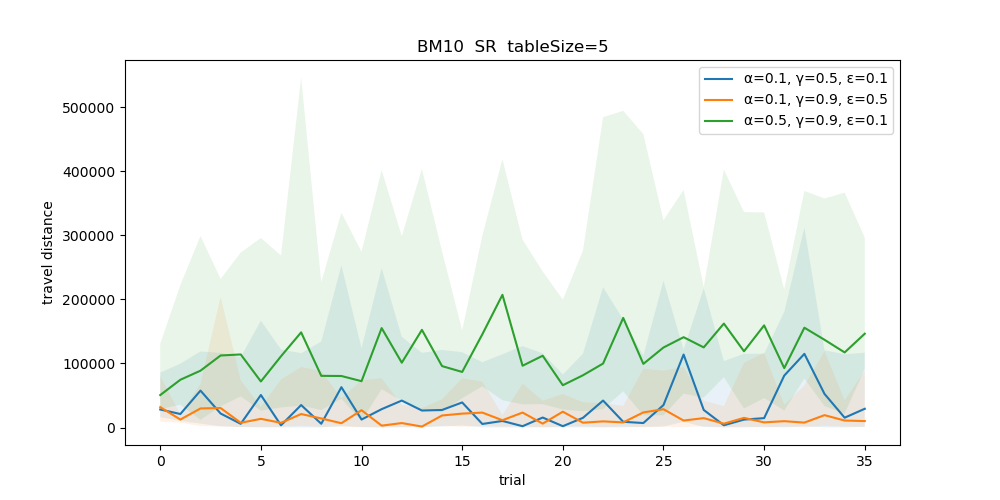 BM10  SR  tableSize=5
α=0.1, γ=0.5, ε=0.1
α=0.1, γ=0.9, ε=0.5
α=0.5, γ=0.9, ε=0.1
travel distance
500000
400000
300000
200000
100000
0
0 5 10 15 20 25 30 35
trial